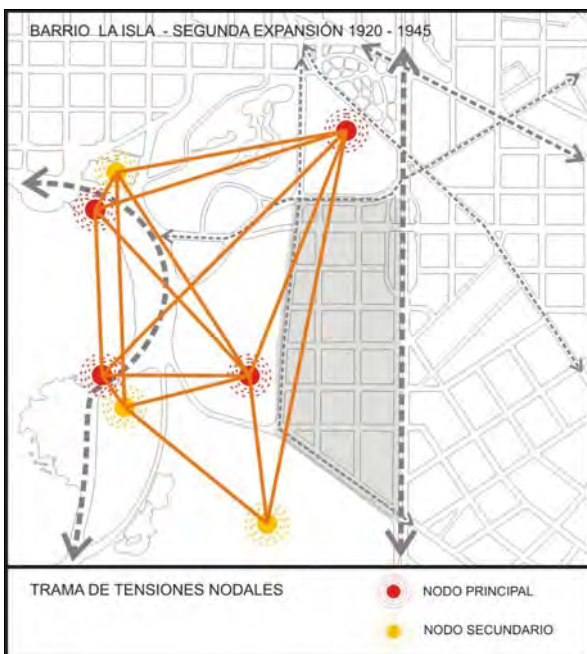 BARRIO LA ISLA - SEGUNDA EXPANSIÓN 1920 - 1945
TRAMA DE TENSIONES NODALES
NODO PRINCIPAL
NODO SECUNDARIO